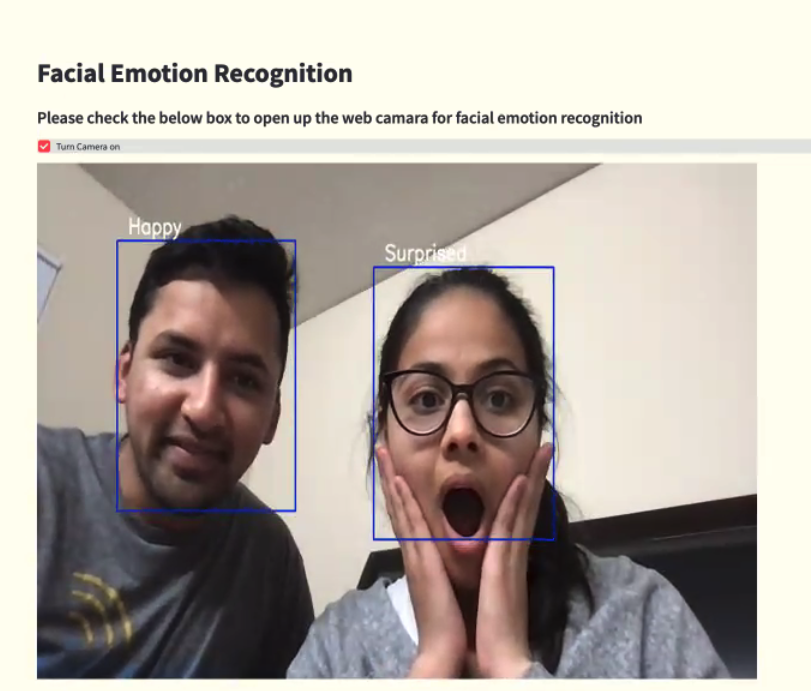 Facial Emotion Recognition
Please check the below box to open up the web camara for facial emotion recognition
Turn Camera on
Happy
Surprised